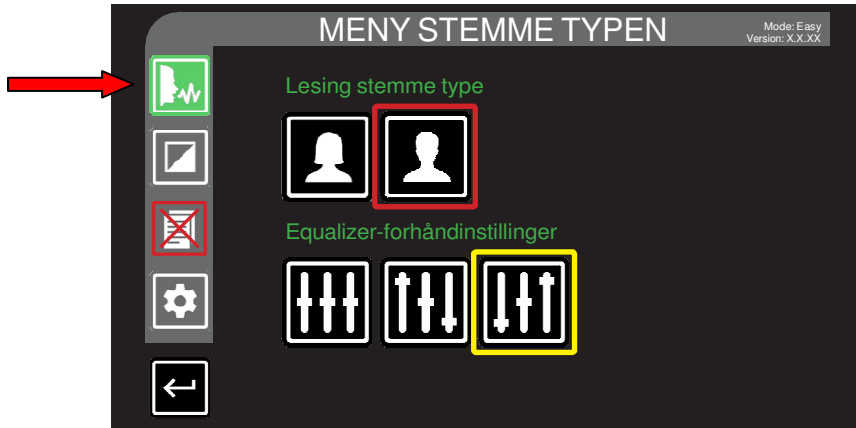 MENY STEMME TYPEN
Mode: Easy
Version: X.X.XX
Lesing stemme type
Equalizer-forhåndinstillinger